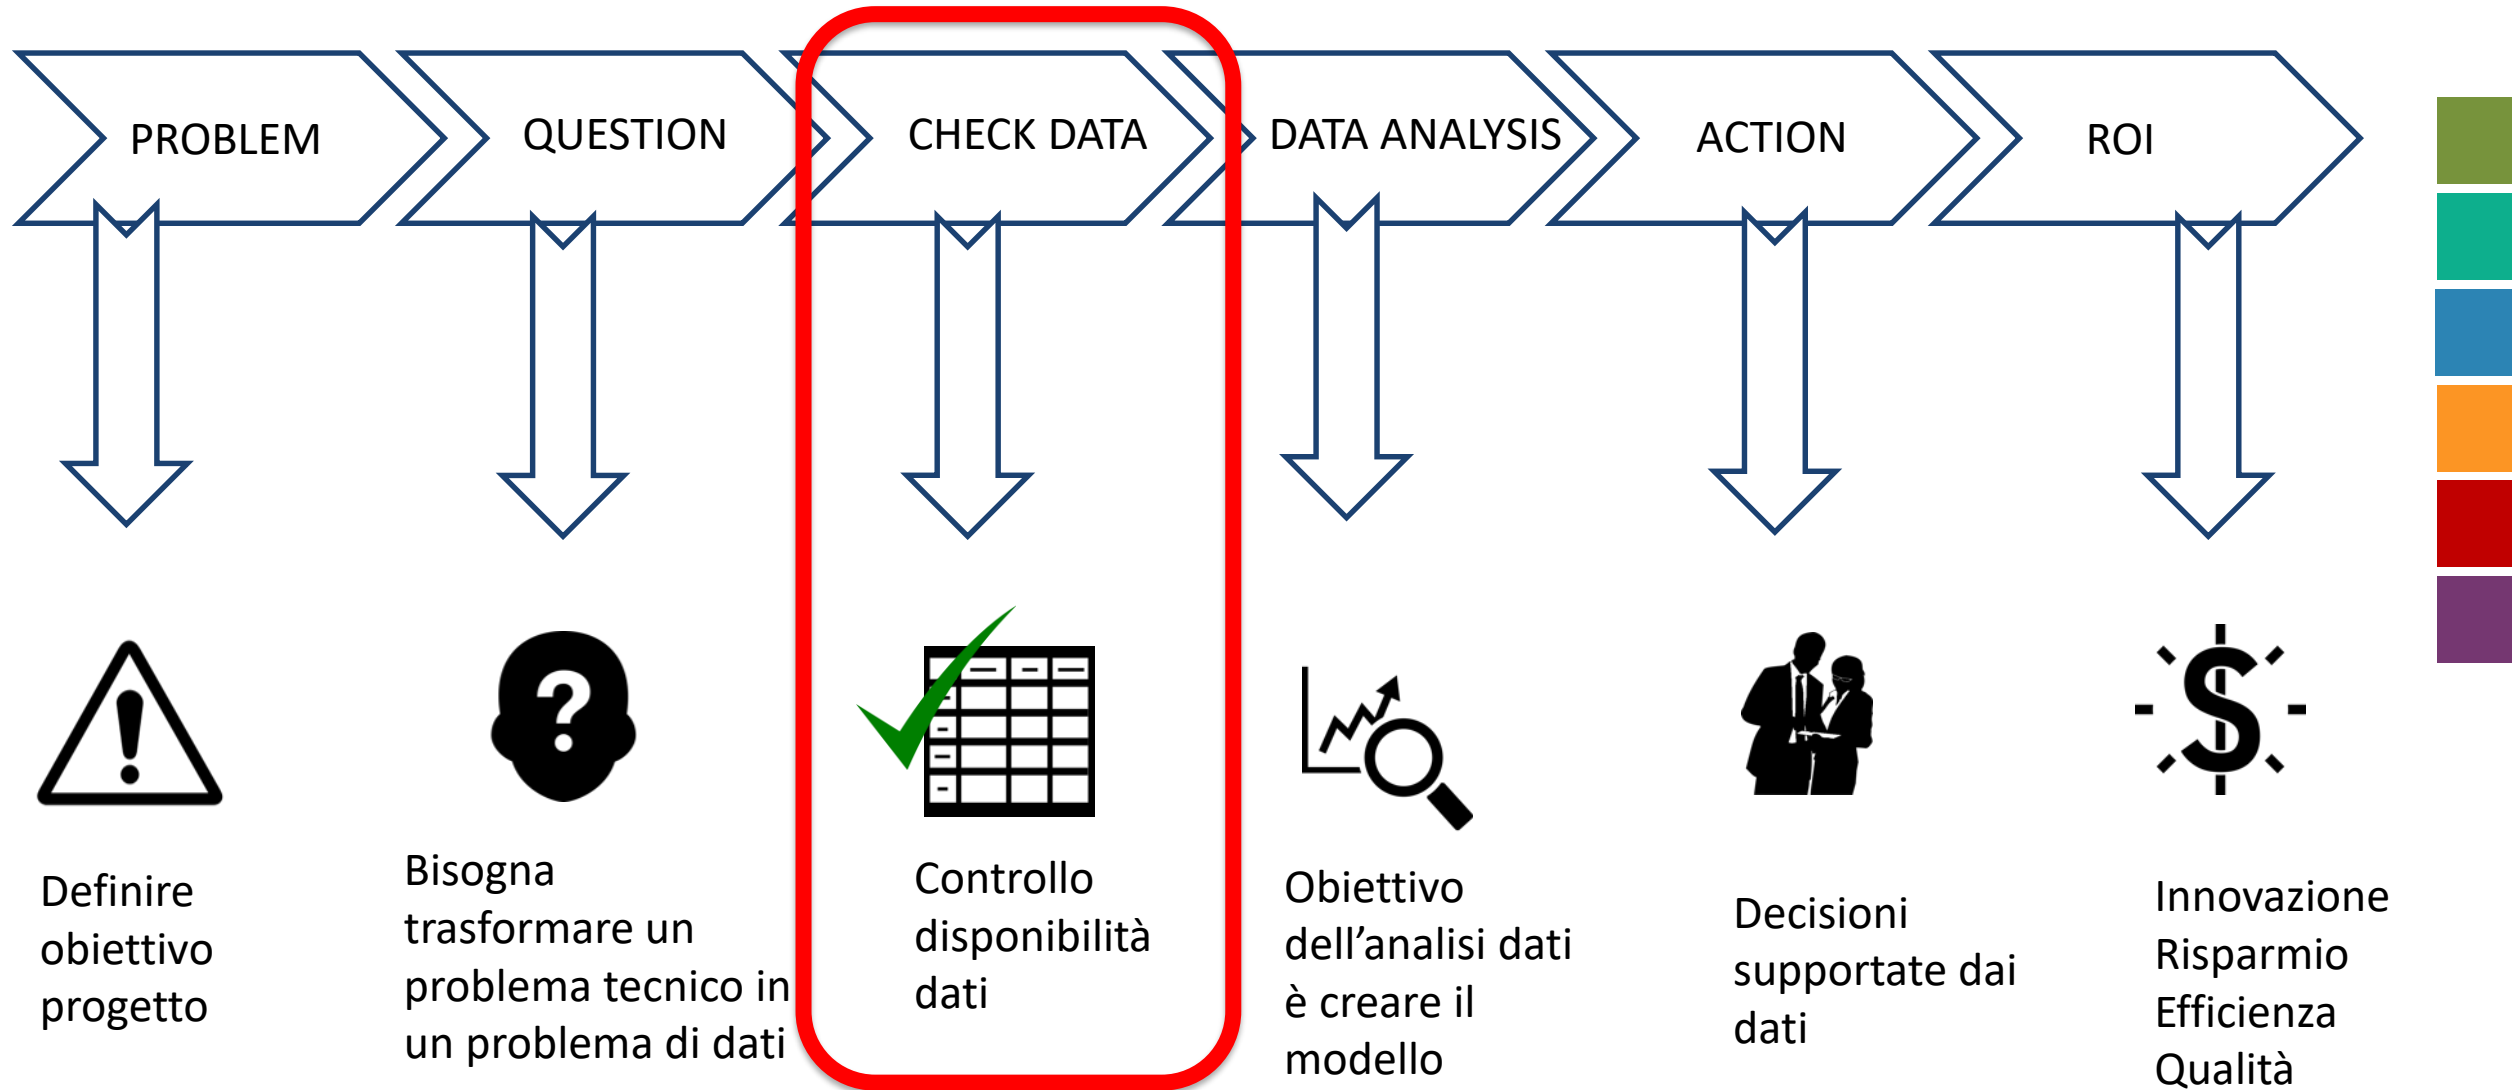 PROBLEM
QUESTION
CHECK DATA
DATA ANALYSIS
ACTION
ROI
Definire
obiettivo
progetto
Bisogna
trasformare un
problema tecnico in
un problema di dati
Controllo
disponibilità
dati
Obiettivo
dell’analisi dati
è creare il
modello
Decisioni
supportate dai
dati
Innovazione
Risparmio
Efficienza
Qualità